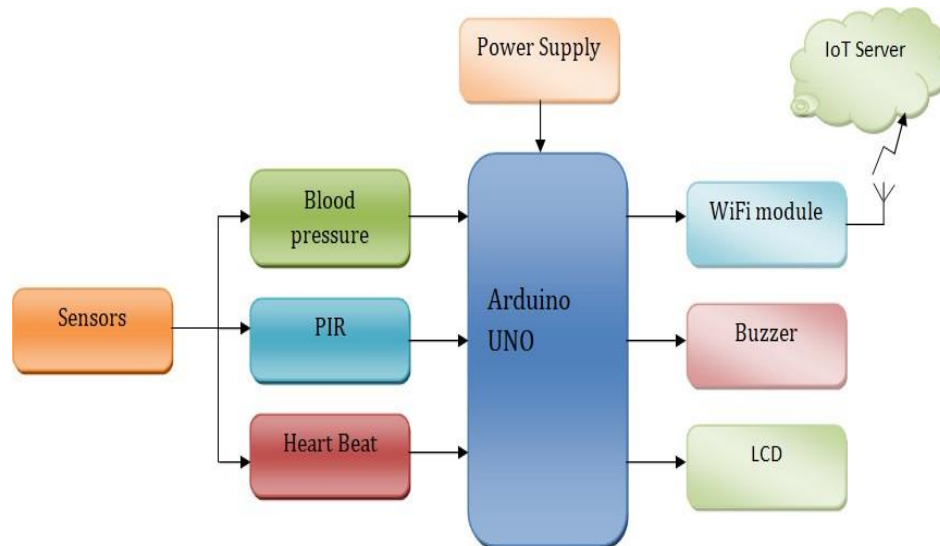 Power Supply
IoT Server
Blood
pressure
WiFi module
Sensors
PIR
Arduino
UNO
Buzzer
Heart Beat
LCD